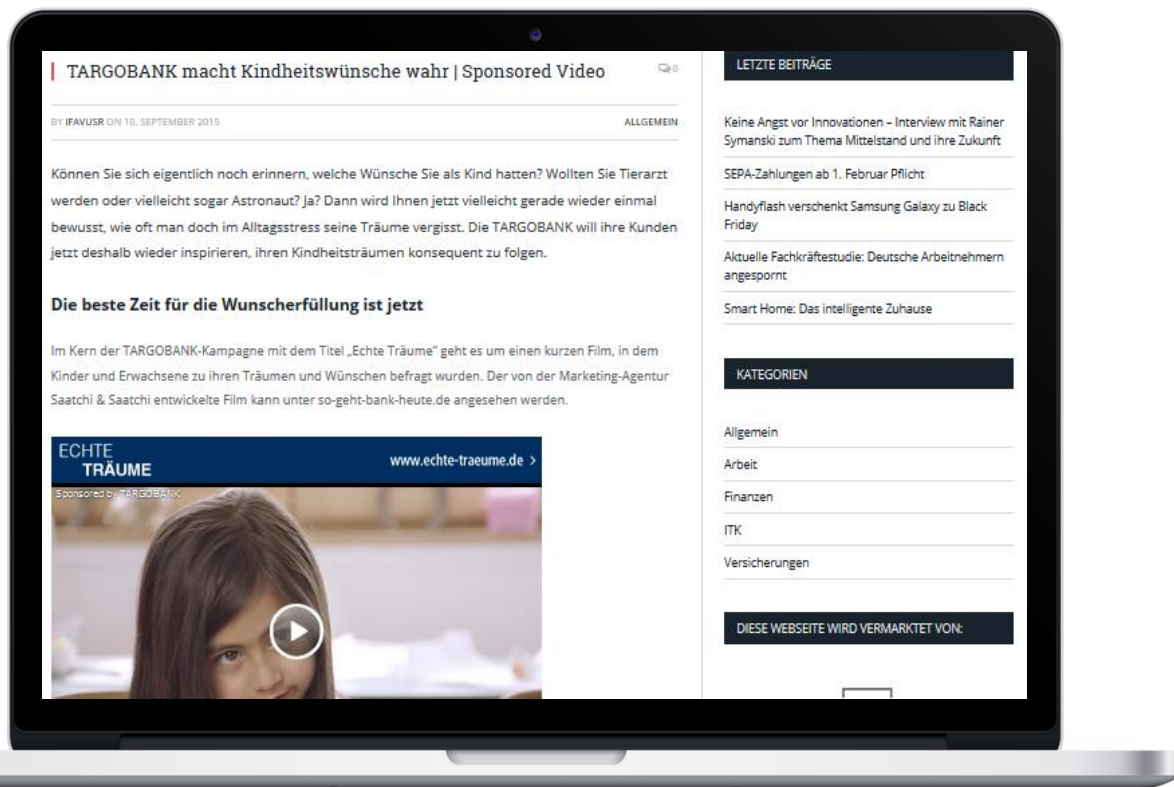 TARGOBANK macht Kindheitswünsche wahr | Sponsored Video
0
BY IFAVUSR ON 10. SEPTEMBER 2015
ALLGEMEIN
Können Sie sich eigentlich noch erinnern, welche Wünsche Sie als Kind hatten? Wollten Sie Tierarzt
werden oder vielleicht sogar Astronaut? Ja? Dann wird Ihnen jetzt vielleicht gerade wieder einmal
bewusst, wie oft man doch im Alltagsstress seine Träume vergisst. Die TARGOBANK will ihre Kunden
jetzt deshalb wieder inspirieren, ihren Kindheitsträumen konsequent zu folgen.
Die beste Zeit für die Wunscherfüllung ist jetzt
Im Kern der TARGOBANK-Kampagne mit dem Titel „Echte Träume“ geht es um einen kurzen Film, in dem
Kinder und Erwachsene zu ihren Träumen und Wünschen befragt wurden. Der von der Marketing-Agentur
Saatchi & Saatchi entwickelte Film kann unter so-geht-bank-heute.de angesehen werden.
ECHTE
TRÄUME
www.echte-traeume.de >
Sponsored by TARGOBANK
LETZTE BEITRÄGE
Keine Angst vor Innovationen – Interview mit Rainer
Symanski zum Thema Mittelstand und ihre Zukunft
SEPA-Zahlungen ab 1. Februar Pflicht
Handyflash verschenkt Samsung Galaxy zu Black
Friday
Aktuelle Fachkräftestudie: Deutsche Arbeitnehmern
angespornt
Smart Home: Das intelligente Zuhause
KATEGORIEN
Allgemein
Arbeit
Finanzen
ITK
Versicherungen
DIESE WEBSEITE WIRD VERMARKTET VON: